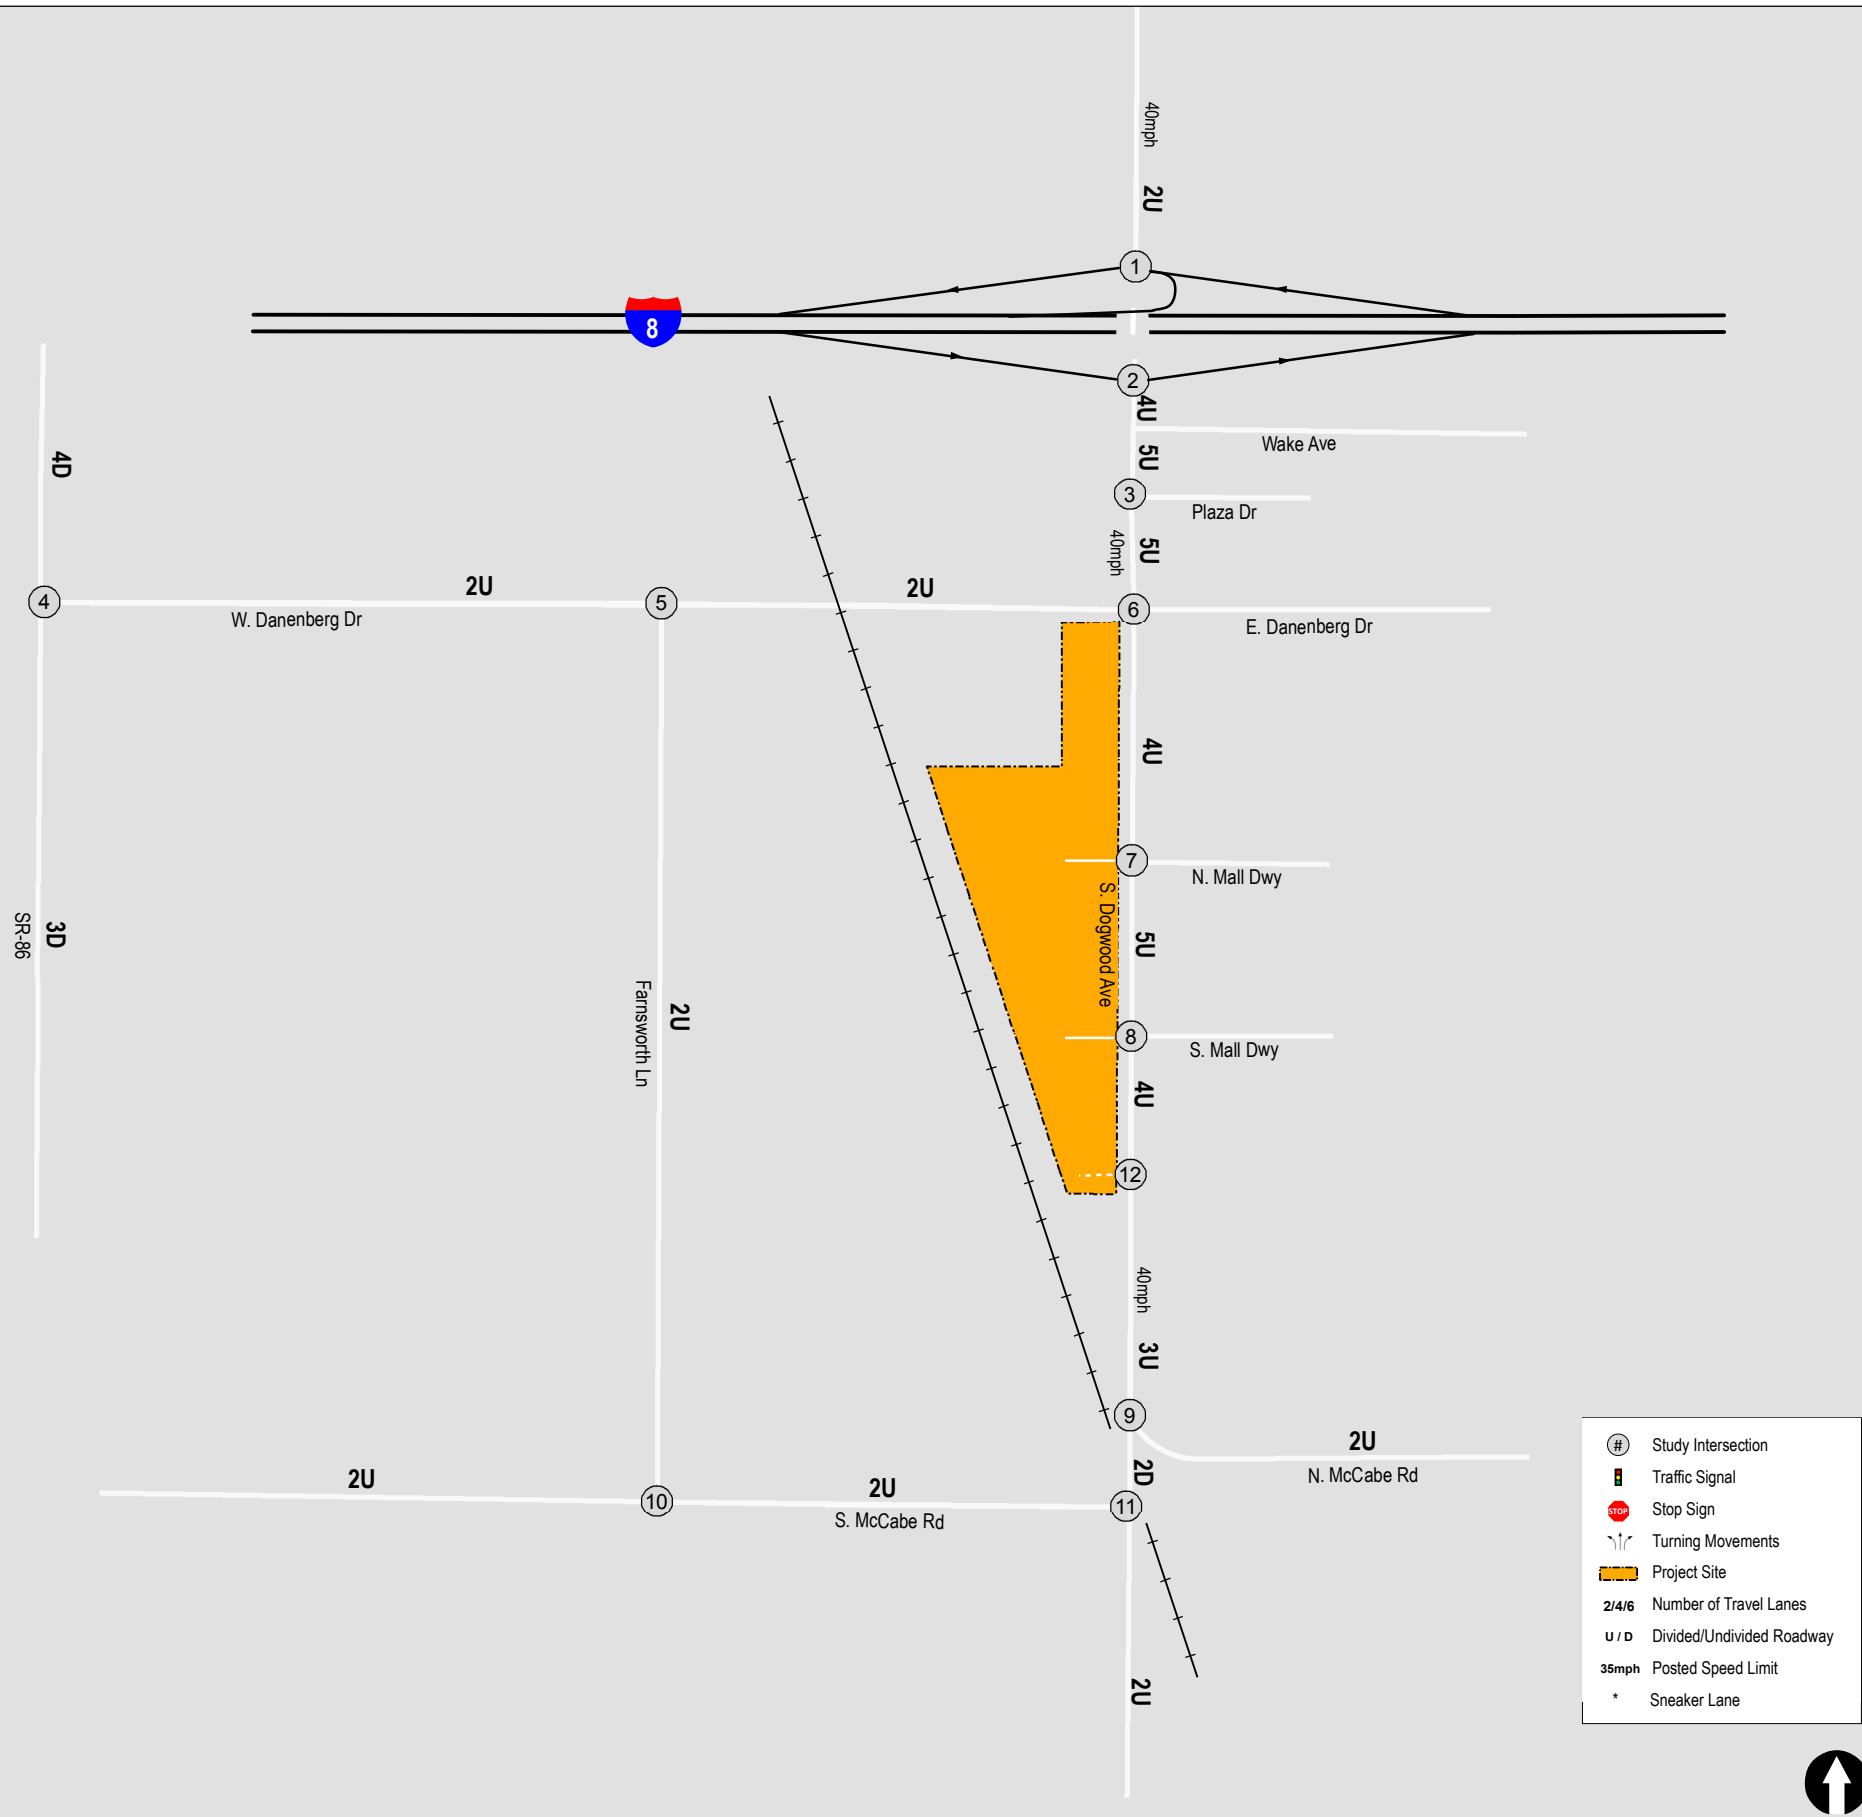 40mph
2U
1
8
2
4U
Wake Ave
4D
5U
3
Plaza Dr
40mph
5U
4
2U
5
2U
6
W. Danenberg Dr
E. Danenberg Dr
4U
7
N. Mall Dwy
S. Dogwood Ave
SR-86
3D
5U
Farnsworth Ln
2U
8
S. Mall Dwy
4U
12
40mph
3U
9
2U
N. McCabe Rd
2D
2U
10
2U
11
S. McCabe Rd
2U
# Study Intersection
Traffic Signal
STOP Stop Sign
Turning Movements
Project Site
2/4/6 Number of Travel Lanes
U / D Divided/Undivided Roadway
35mph Posted Speed Limit
* Sneaker Lane